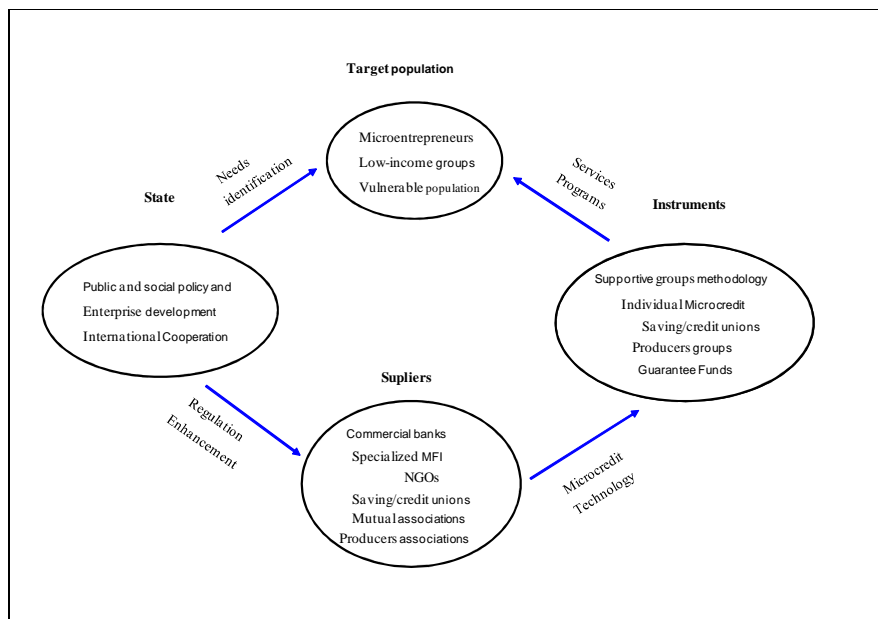 Target population
Microentrepreneurs
Low-income groups
Vulnerable population
Needs
identification
Services
Programs
State
Public and social policy and
Enterprise development
International Cooperation
Instruments
Supportive groups methodology
Individual Microcredit
Saving/credit unions
Producers groups
Guarantee Funds
Regulation
Enhancement
Supliers
Commercial banks
Specialized MFI
NGOs
Saving/credit unions
Mutual associations
Producers associations
Microcredit
Technology